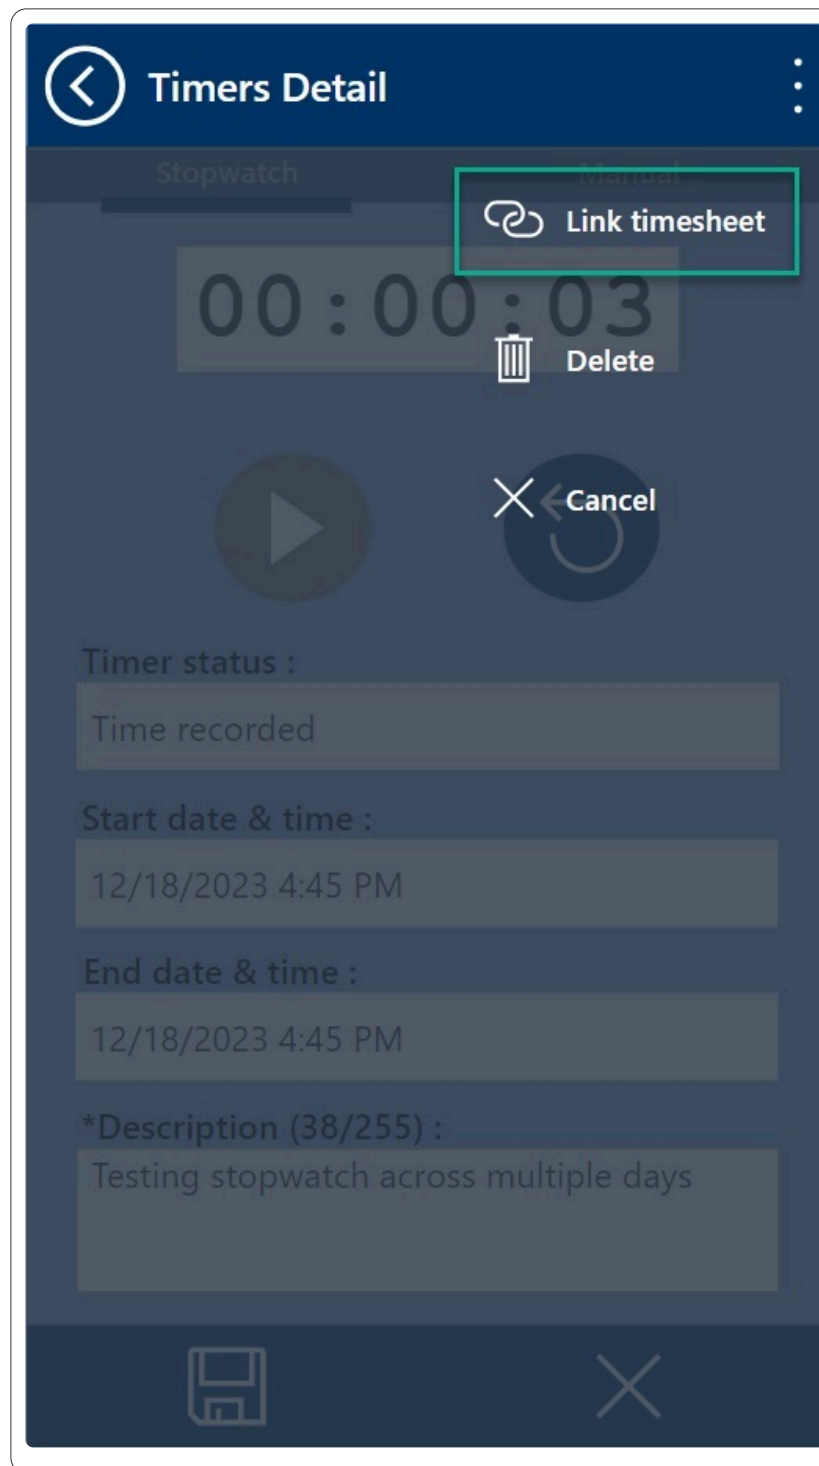 Timers Detail
Stopwatch
Manual
Link timesheet
00:00:03
Delete
Cancel
Timer status :
Time recorded
Start date & time :
12/18/2023 4:45 PM
End date & time :
12/18/2023 4:45 PM
*Description (38/255) :
Testing stopwatch across multiple days